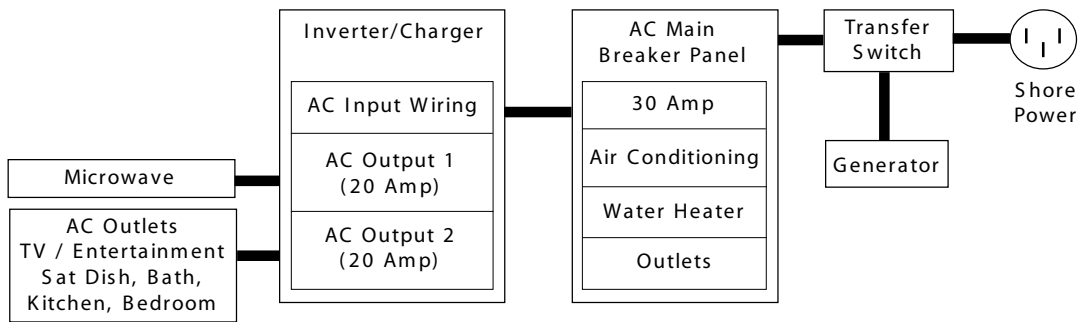 Inverter/Charger
AC Input Wiring
AC Output 1
(20 Amp)
AC Output 2
(20 Amp)
Microwave
AC Outlets
TV / Entertainment
Sat Dish, Bath,
Kitchen, Bedroom
AC Main
Breaker Panel
30 Amp
Air Conditioning
Water Heater
Outlets
Transfer
Switch
Generator
Shore
Power